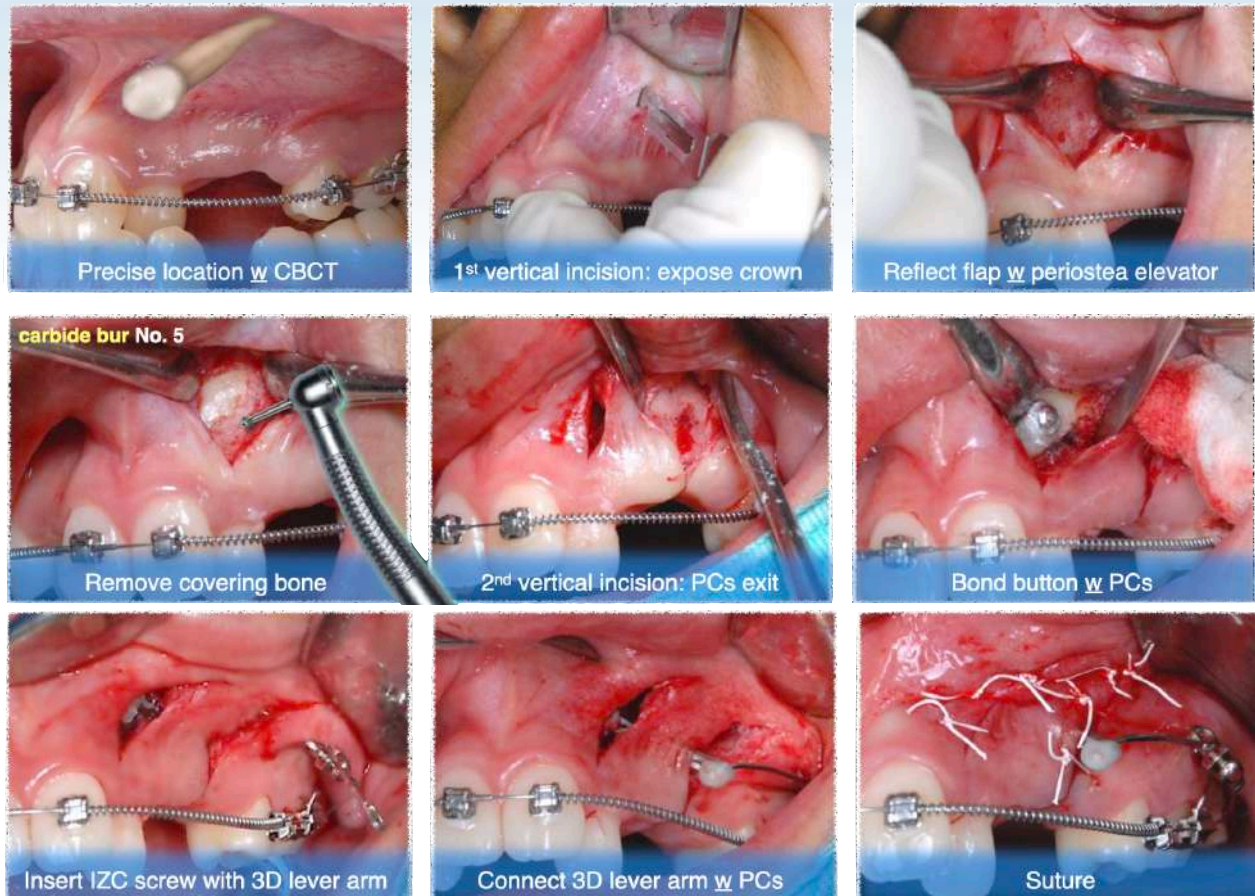 Precise location w CBCT
1st vertical incision: expose crown
Reflect flap w periostea elevator
carbide bur No. 5
Remove covering bone
2nd vertical incision: PCs exit
Bond button w PCs
Insert IZC screw with 3D lever arm
Connect 3D lever arm w PCs
Suture